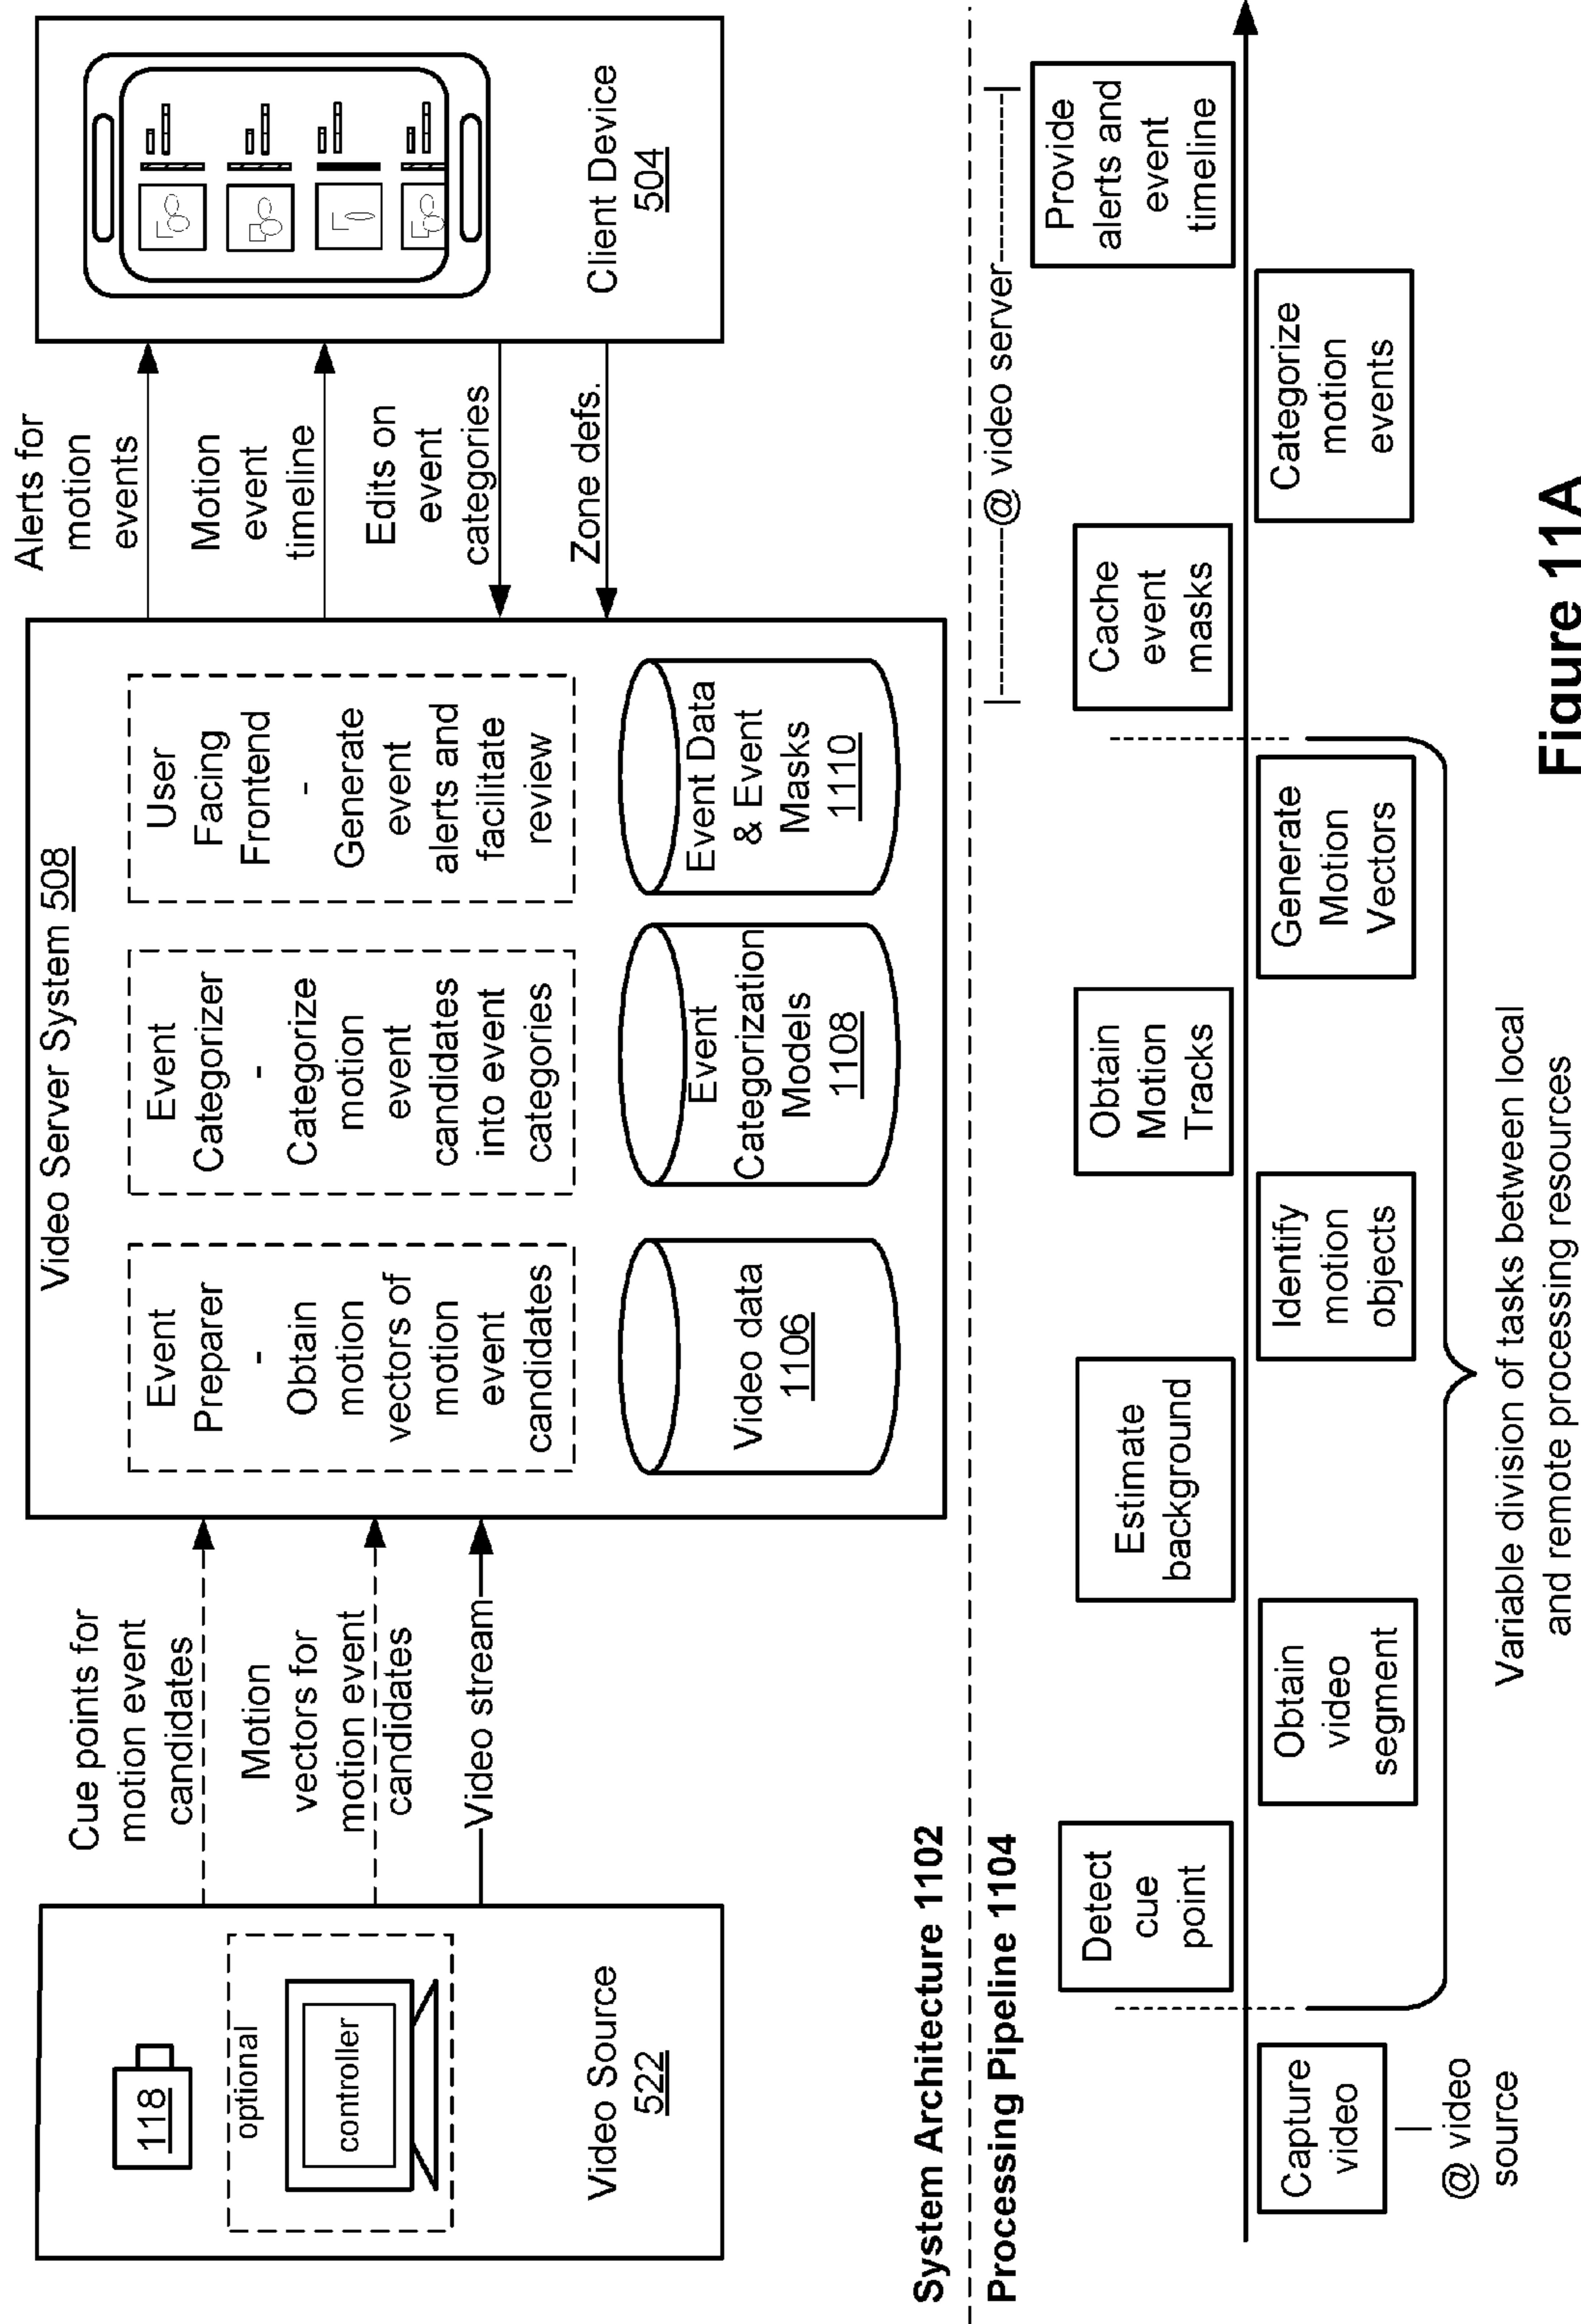 118
optional
controller
Video Source
522
Cue points for
motion event
candidates
Motion
vectors for
motion event
candidates
Video stream
Video Server System 508
Event
Preparer
-
Obtain
motion
vectors of
motion
event
candidates
Event
Categorizer
-
Categorize
motion
event
candidates
into event
categories
User
Facing
Frontend
-
Generate
event
alerts and
facilitate
review
Video data
1106
Event
Categorization
Models
1108
Event Data
& Event
Masks
1110
Alerts for
motion
events
Motion
event
timeline
Edits on
event
categories
Zone defs.
Client Device
504
System Architecture 1102
Processing Pipeline 1104
Capture
video
@ video
source
Detect
cue
point
Obtain
video
segment
Estimate
background
Identify
motion
objects
Obtain
Motion
Tracks
Generate
Motion
Vectors
Variable division of tasks between local
and remote processing resources
@ video server
Cache
event
masks
Categorize
motion
events
Provide
alerts and
event
timeline
Figure 11A